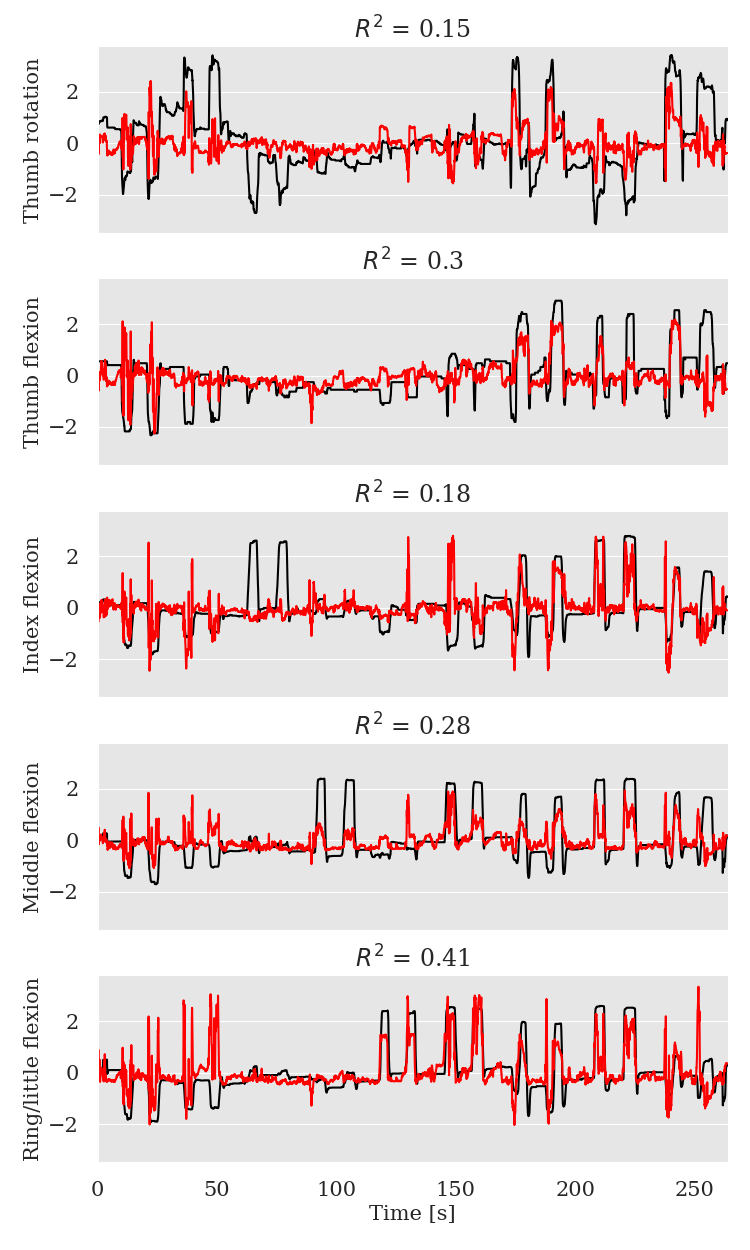 R² = 0.15
Thumb rotation
2
0
−2
R² = 0.3
Thumb flexion
2
0
−2
R² = 0.18
Index flexion
2
0
−2
R² = 0.28
Middle flexion
2
0
−2
R² = 0.41
Ring/little flexion
2
0
−2
0 50 100 150 200 250
Time [s]